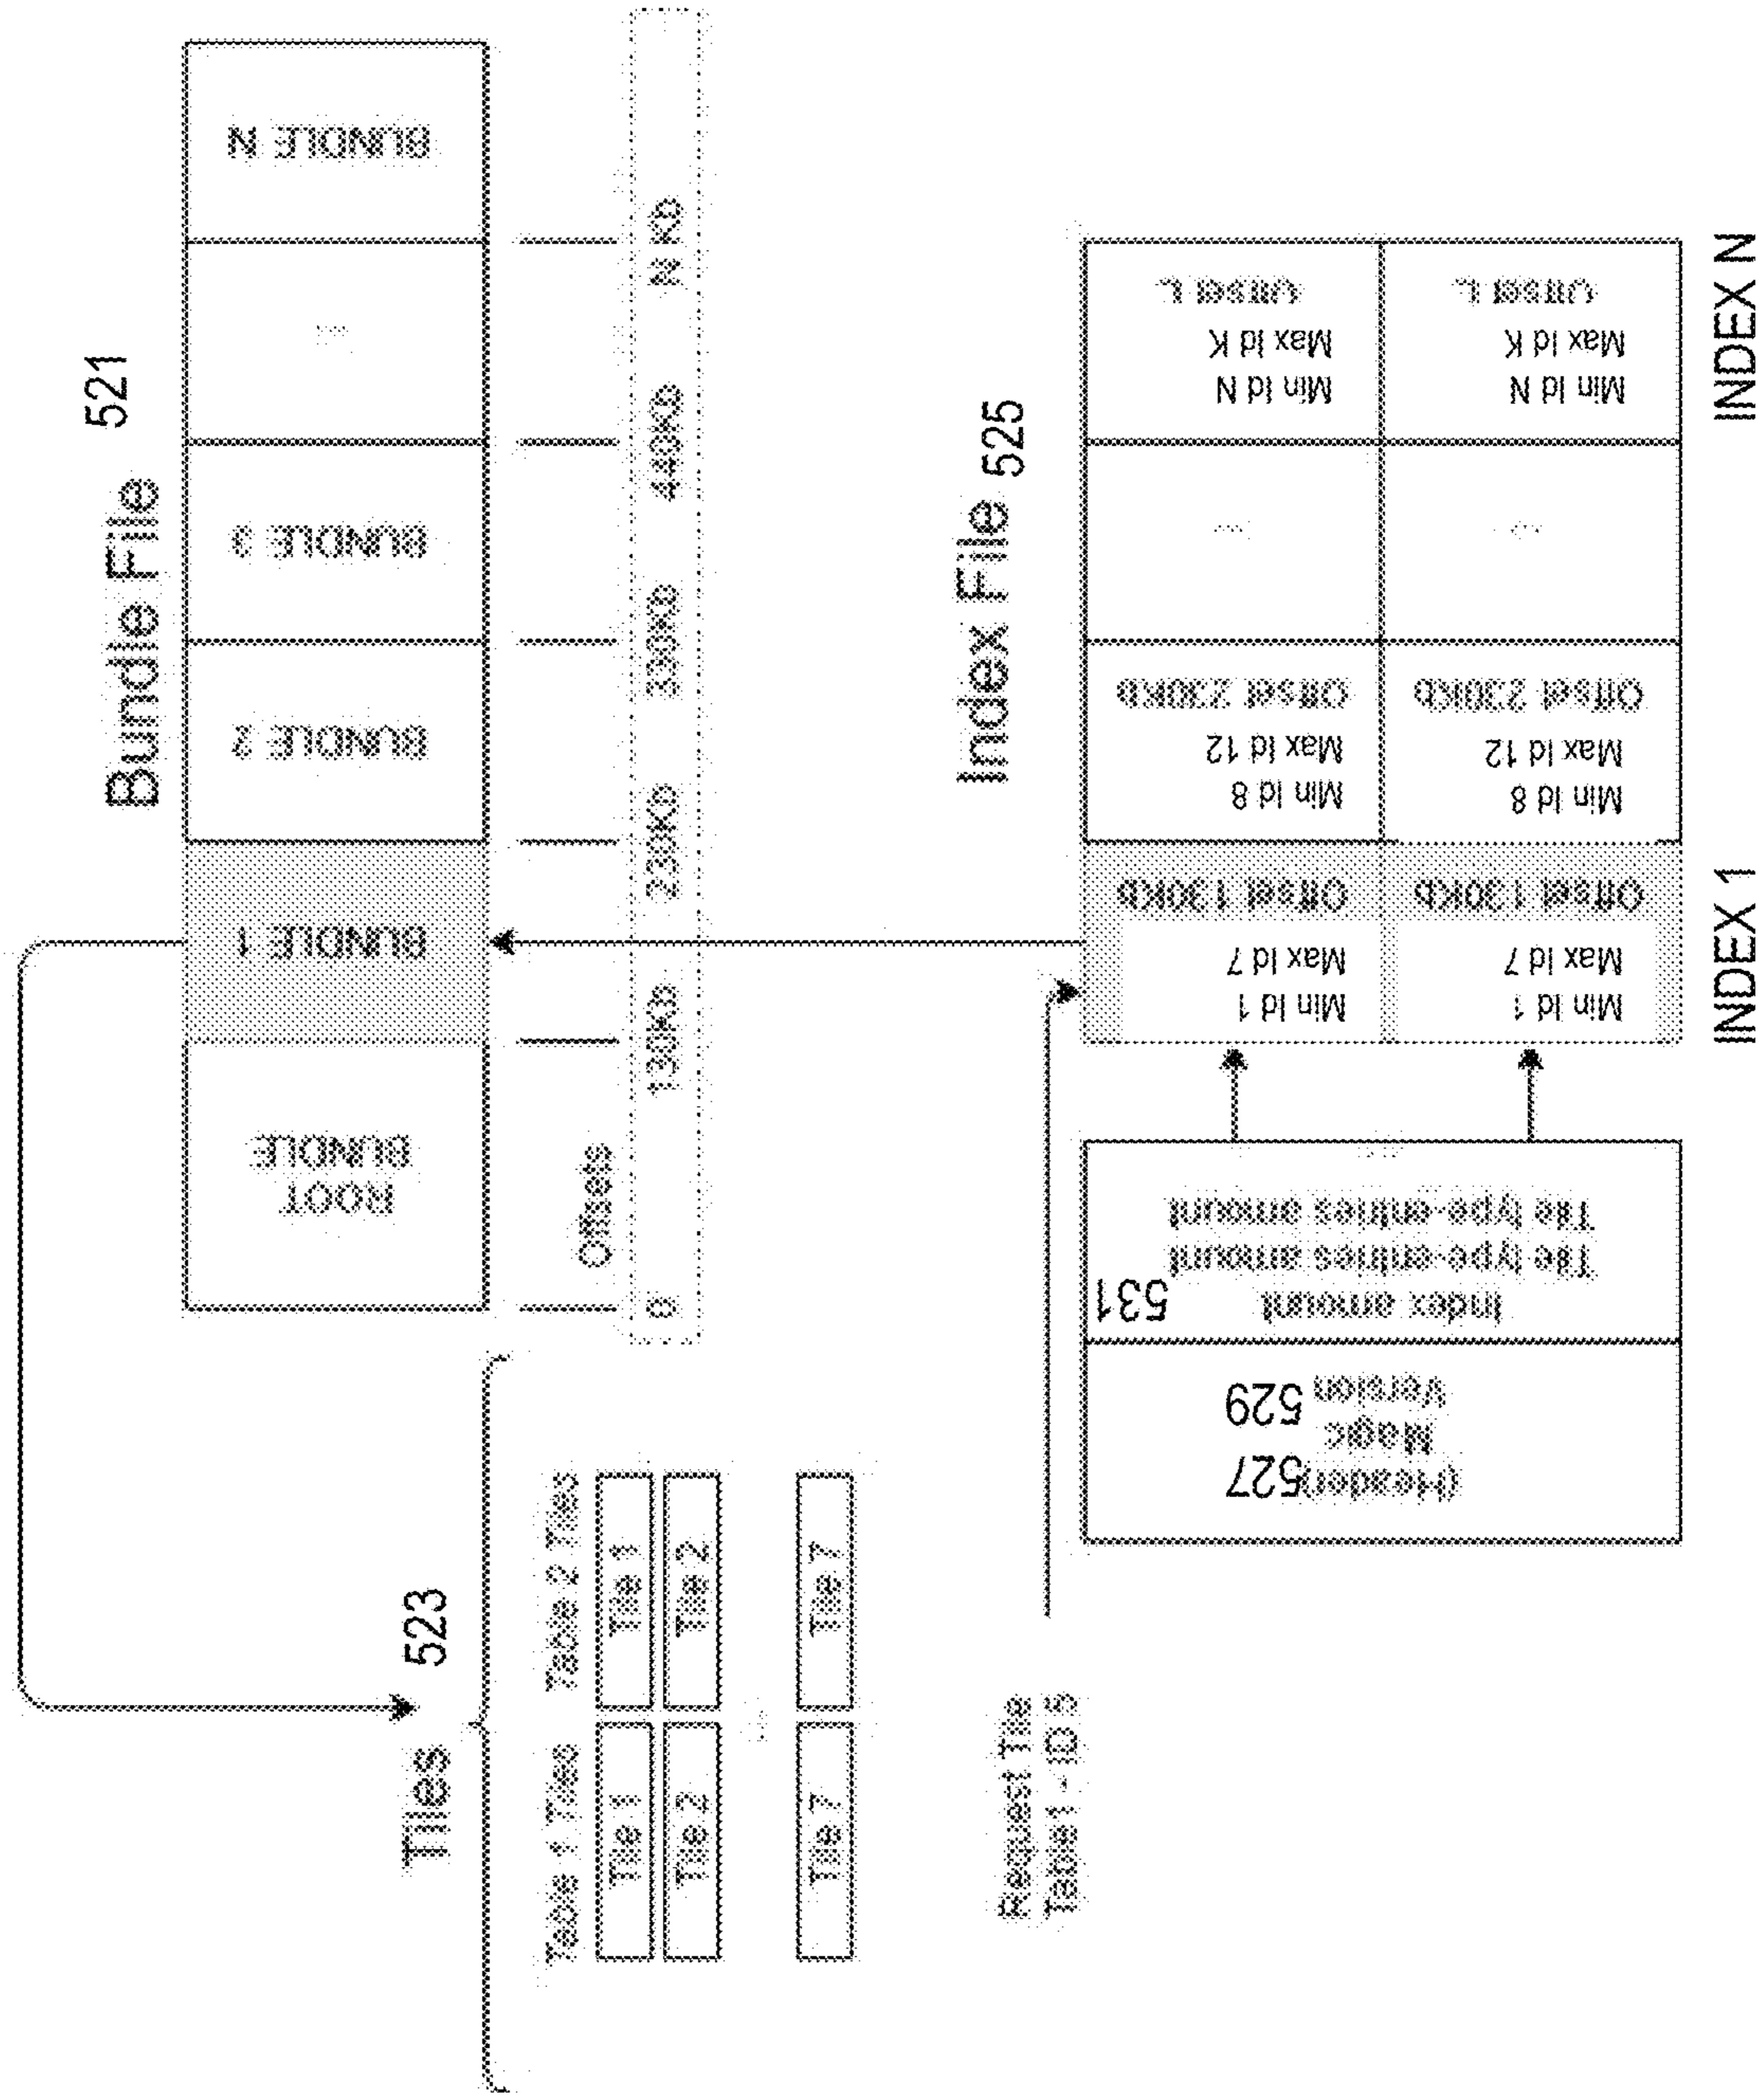 Bundle File 521
ROOT
BUNDLE
BUNDLE 1
BUNDLE 2
BUNDLE 3
...
BUNDLE N
Offsets
0
130Kb
230Kb
330Kb
440Kb
N Kb
Tiles 523
Table 1 Tiles
Table 2 Tiles
Tile 1
Tile 1
Tile 2
Tile 2
...
Tile 7
Tile 7
Request Tile
Table1 - ID 5
Index File 525
(Header) 527
Magic
Version 529
Index amount 531
Tile type-entries amount
Tile type-entries amount
...
Min Id 1
Max Id 7
Offset 130Kb
Min Id 8
Max Id 12
Offset 230Kb
...
Min Id N
Max Id K
Offset L
Min Id 1
Max Id 7
Offset 130Kb
Min Id 8
Max Id 12
Offset 230Kb
...
Min Id N
Max Id K
Offset L
INDEX 1
INDEX N